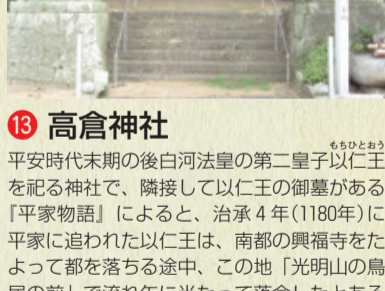 ⓭ 高倉神社
もちひとおう
平安時代末期の後白河法皇の第二皇子以仁王
を祀る神社で、隣接して以仁王の御墓がある
『平家物語』によると、治承4年(1180年)に
平家に追われた以仁王は、南都の興福寺をた
よって都を落ちる途中、この地「光明山の鳥